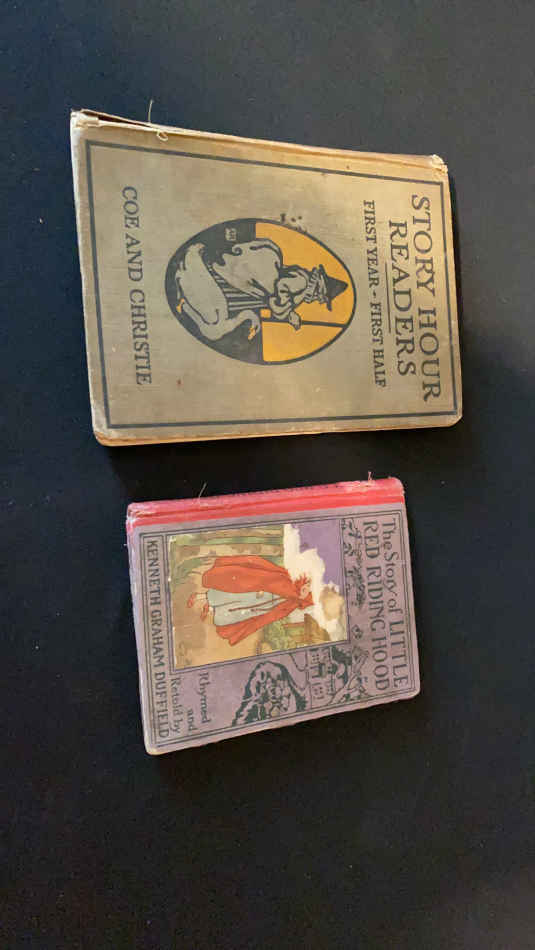 STORY HOUR
READERS
FIRST YEAR - FIRST HALF
COE AND CHRISTIE
The Story of LITTLE
RED RIDING HOOD
Rhymed
and
Retold by
KENNETH GRAHAM DUFFIELD